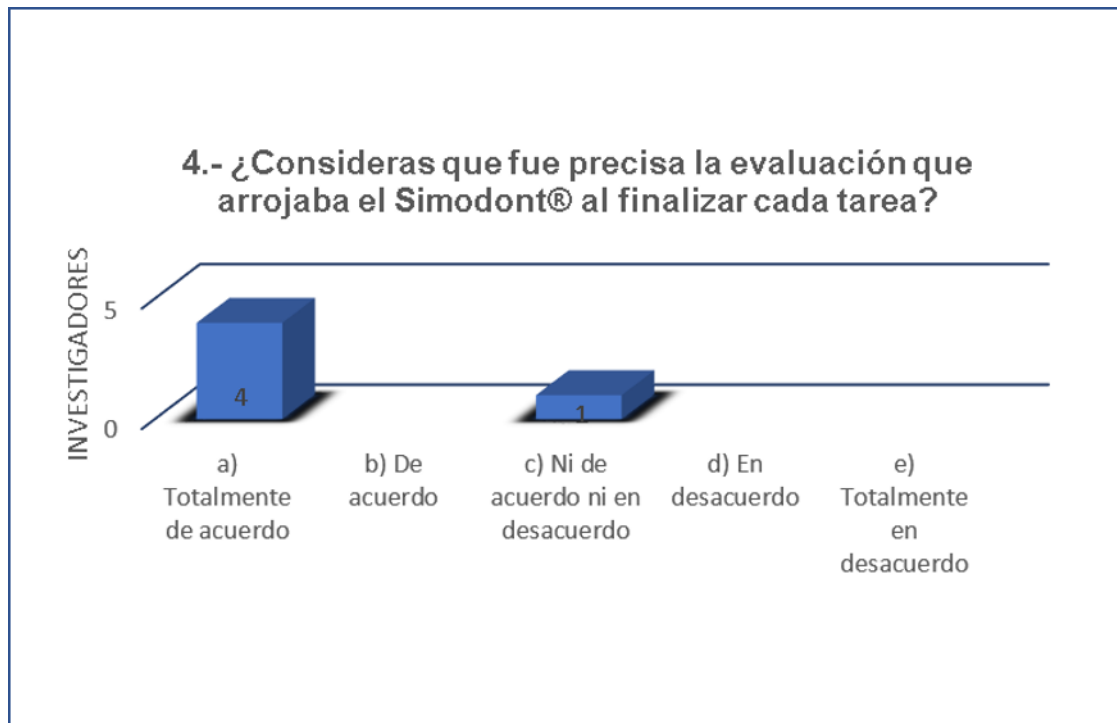 4.- ¿Consideras que fue precisa la evaluación que
arrojaba el Simodont® al finalizar cada tarea?
INVESTIGADORES
5
0
4
1
a)
Totalmente
de acuerdo
b) De
acuerdo
c) Ni de
acuerdo ni en
desacuerdo
d) En
desacuerdo
e)
Totalmente
en
desacuerdo